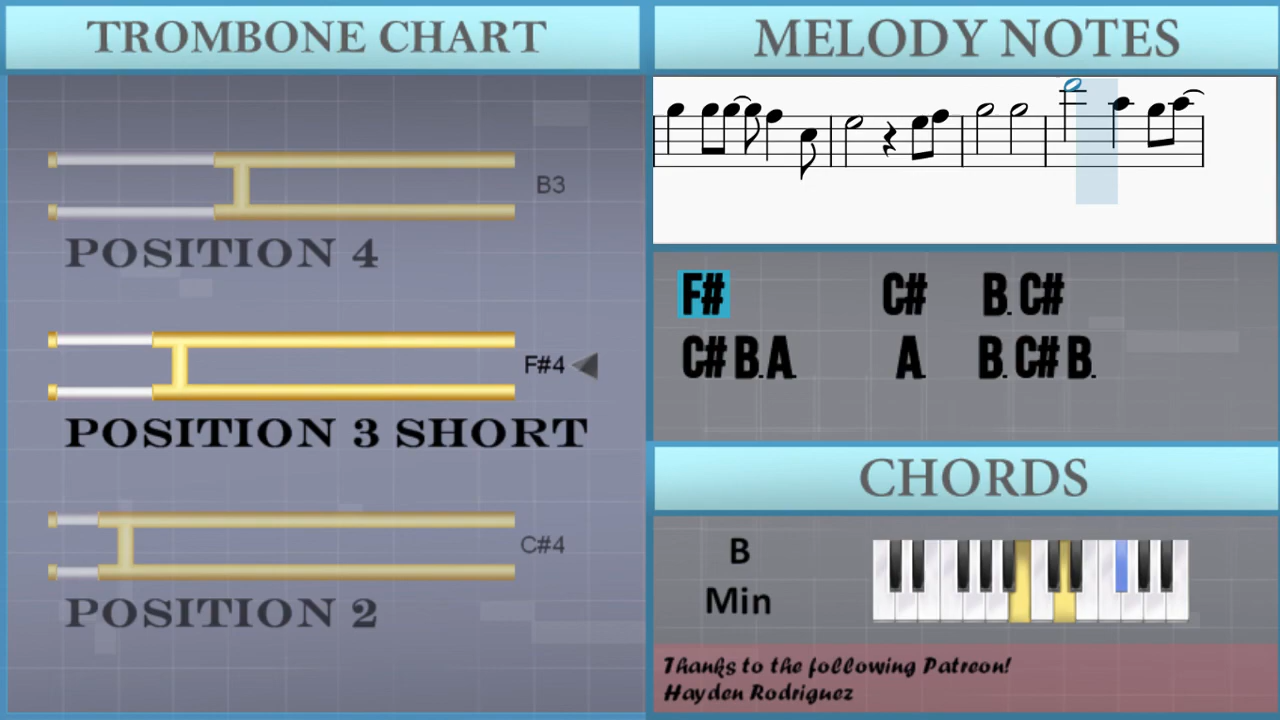 TROMBONE CHART
B3
POSITION 4
F#4
POSITION 3 SHORT
C#4
POSITION 2
MELODY NOTES
F# C# B. C#
C# B. A. A. B. C# B.
CHORDS
B
Min
Thanks to the following Patreon!
Hayden Rodriguez